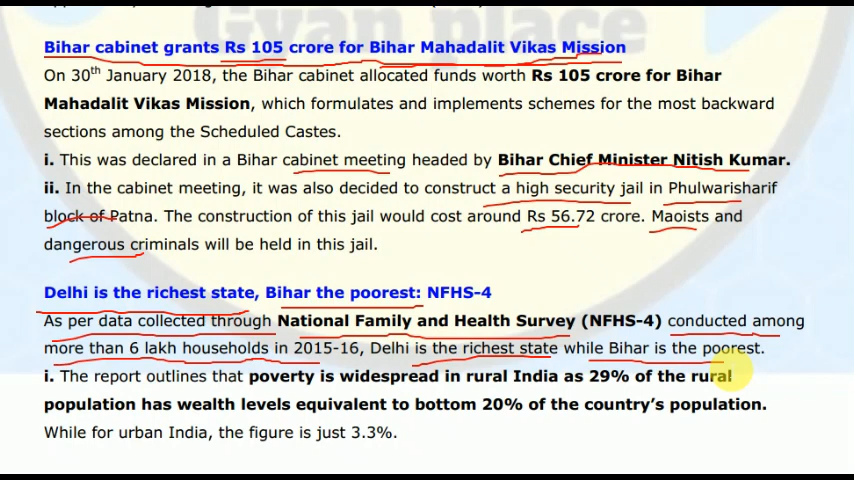 Gyan place
Bihar cabinet grants Rs 105 crore for Bihar Mahadalit Vikas Mission
On 30th January 2018, the Bihar cabinet allocated funds worth Rs 105 crore for Bihar
Mahadalit Vikas Mission, which formulates and implements schemes for the most backward
sections among the Scheduled Castes.
i. This was declared in a Bihar cabinet meeting headed by Bihar Chief Minister Nitish Kumar.
ii. In the cabinet meeting, it was also decided to construct a high security jail in Phulwarisharif
block of Patna. The construction of this jail would cost around Rs 56.72 crore. Maoists and
dangerous criminals will be held in this jail.
Delhi is the richest state, Bihar the poorest: NFHS-4
As per data collected through National Family and Health Survey (NFHS-4) conducted among
more than 6 lakh households in 2015-16, Delhi is the richest state while Bihar is the poorest.
i. The report outlines that poverty is widespread in rural India as 29% of the rural
population has wealth levels equivalent to bottom 20% of the country's population.
While for urban India, the figure is just 3.3%.